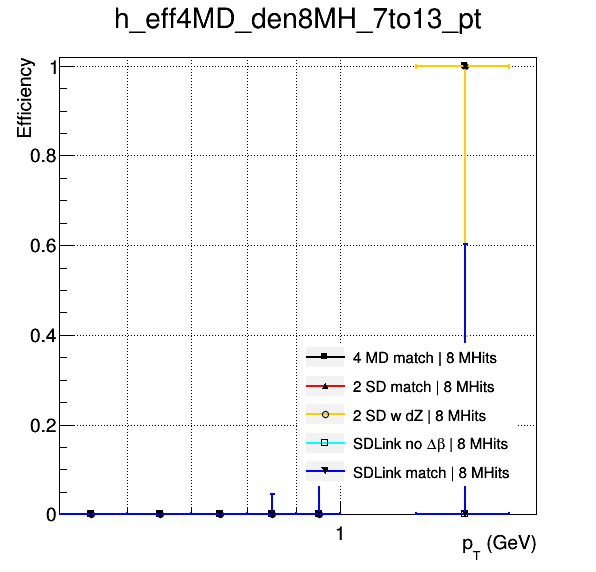 h_eff4MD_den8MH_7to13_pt
Efficiency
1
0.8
0.6
0.4
0.2
0
4 MD match | 8 MHits
2 SD match | 8 MHits
2 SD w dZ | 8 MHits
SDLink no Δβ | 8 MHits
SDLink match | 8 MHits
1
p_T (GeV)